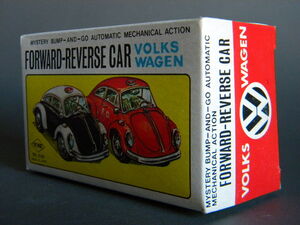 MYSTERY BUMP-AND-GO AUTOMATIC MECHANICAL ACTION
FORWARD-REVERSE CAR
VOLKS
WAGEN
MYSTERY BUMP-AND-GO AUTOMATIC
MECHANICAL ACTION
FORWARD-REVERSE CAR
VOLKS
WAGEN